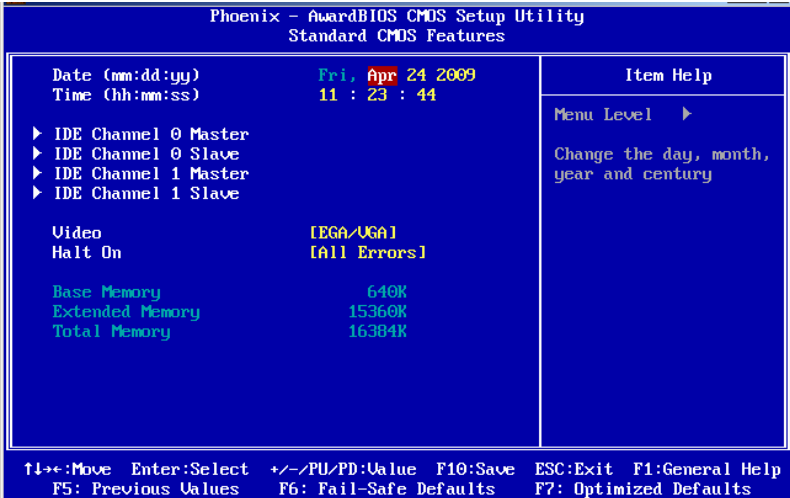 Phoenix - AwardBIOS CMOS Setup Utility
Standard CMOS Features
Date (mm:dd:yy) Fri, Apr 24 2009
Time (hh:mm:ss) 11 : 23 : 44
IDE Channel 0 Master
IDE Channel 0 Slave
IDE Channel 1 Master
IDE Channel 1 Slave
Video [EGA/VGA]
Halt On [All Errors]
Base Memory 640K
Extended Memory 15360K
Total Memory 16384K
Item Help
Menu Level ▶
Change the day, month,
year and century
↑↓→←:Move Enter:Select +/-/PU/PD:Value F10:Save ESC:Exit F1:General Help
F5: Previous Values F6: Fail-Safe Defaults F7: Optimized Defaults